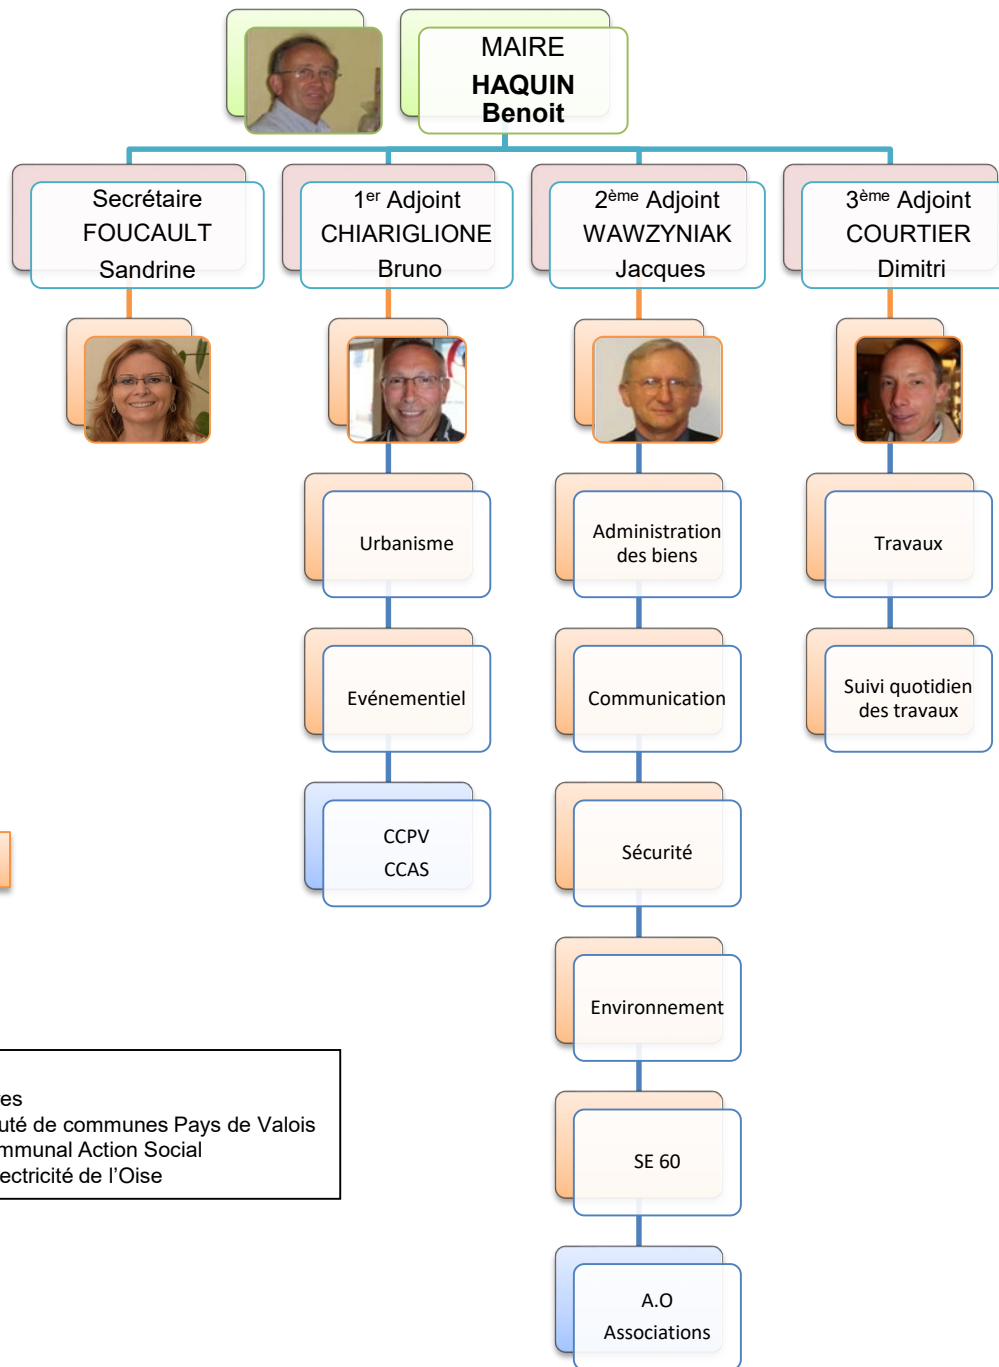 MAIRE
HAQUIN
Benoit
Secrétaire
FOUCAULT
Sandrine
1er Adjoint
CHIARIGLIONE
Bruno
2ème Adjoint
WAWZYNIAK
Jacques
3ème Adjoint
COURTIER
Dimitri
Urbanisme
Evénementiel
CCPV
CCAS
Administration
des biens
Communication
Sécurité
Environnement
SE 60
A.O
Associations
Travaux
Suivi quotidien
des travaux
res
uté de communes Pays de Valois
mmunal Action Social
lectricité de l’Oise